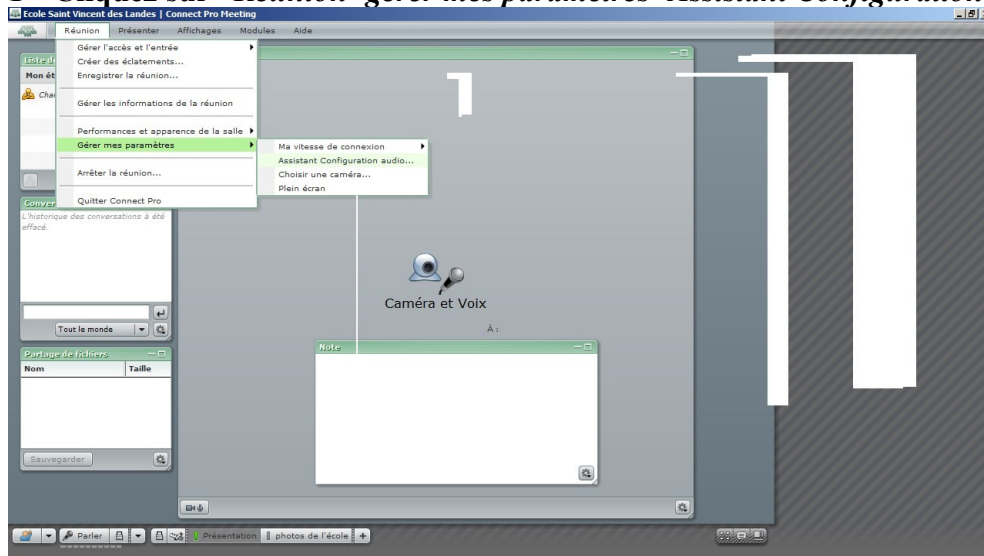 Cliquez sur "Réunion" gérer mes paramètres "Assistant Configuration
Ecole Saint Vincent des Landes | Connect Pro Meeting
Réunion Présenter Affichages Modules Aide
Gérer l'accès et l'entrée
Créer des éclatements...
Enregistrer la réunion...
Gérer les informations de la réunion
Performances et apparence de la salle
Gérer mes paramètres
Arrêter la réunion...
Quitter Connect Pro
Ma vitesse de connexion
Assistant Configuration audio...
Choisir une caméra...
Plein écran
Liste d
Mon ét
Cha
Conver
L'historique des conversations à été
effacé.
Tout le monde
Partage de fichiers
Nom Taille
Sauvegarder
Caméra et Voix
À :
Note
Parler Présentation photos de l'école +